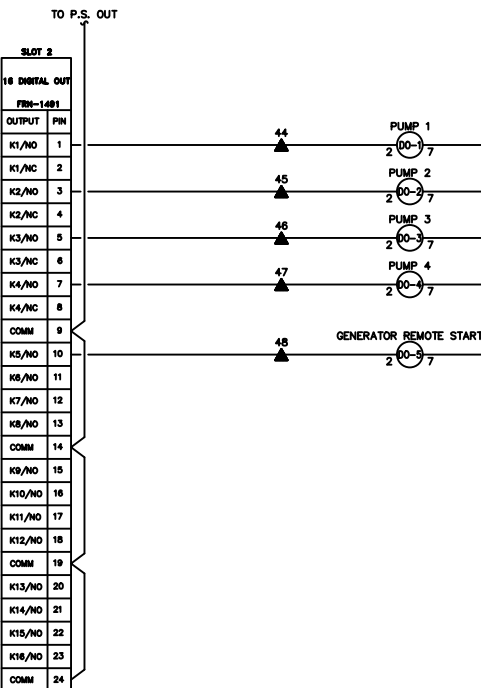 TO P.S. OUT
SLOT 2
16 DIGITAL OUT
FRN-1491
OUTPUT PIN
K1/NO 1
44
PUMP 1
2 DO-1 7
K1/NC 2
K2/NO 3
45
PUMP 2
2 DO-2 7
K2/NC 4
K3/NO 5
46
PUMP 3
2 DO-3 7
K3/NC 6
K4/NO 7
47
PUMP 4
2 DO-4 7
K4/NC 8
COMM 9
K5/NO 10
48
GENERATOR REMOTE START
2 DO-5 7
K6/NO 11
K7/NO 12
K8/NO 13
COMM 14
K9/NO 15
K10/NO 16
K11/NO 17
K12/NO 18
COMM 19
K13/NO 20
K14/NO 21
K15/NO 22
K16/NO 23
COMM 24